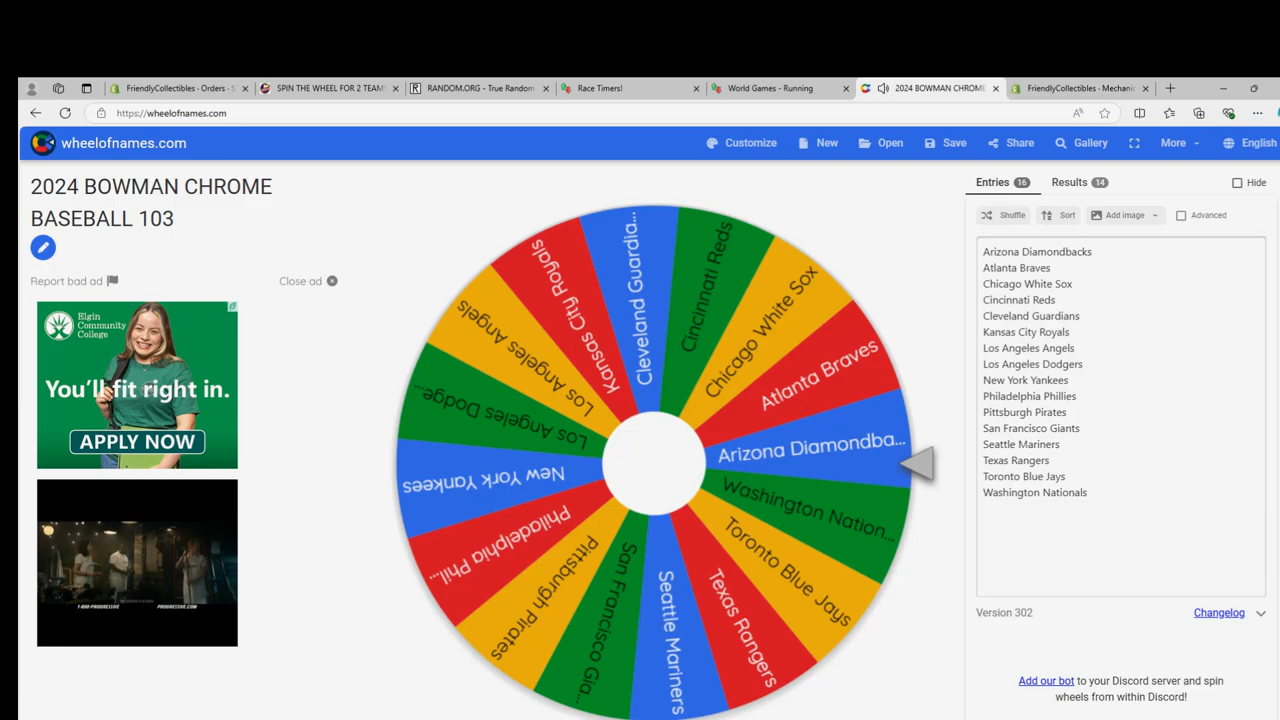 FriendlyCollectibles - Orders - S
SPIN THE WHEEL FOR 2 TEAM
RANDOM.ORG - True Random
Race Timers!
World Games - Running
2024 BOWMAN CHROME
FriendlyCollectibles - Mechanic
https://wheelofnames.com
wheelofnames.com
Customize
New
Open
Save
Share
Gallery
More
English
2024 BOWMAN CHROME
BASEBALL 103
Report bad ad
Close ad
Elgin
Community
College
You'll fit right in.
APPLY NOW
1-800-PROGRESSIVE
PROGRESSIVE.COM
Cleveland Guardia...
Cincinnati Reds
Chicago White Sox
Atlanta Braves
Arizona Diamondba...
Washington Nation...
Toronto Blue Jays
Texas Rangers
Seattle Mariners
San Francisco Gia...
Pittsburgh Pirates
Philadelphia Phil...
New York Yankees
Los Angeles Dodge...
Los Angeles Angels
Kansas City Royals
Entries 16
Results 14
Hide
Shuffle
Sort
Add image
Advanced
Arizona Diamondbacks
Atlanta Braves
Chicago White Sox
Cincinnati Reds
Cleveland Guardians
Kansas City Royals
Los Angeles Angels
Los Angeles Dodgers
New York Yankees
Philadelphia Phillies
Pittsburgh Pirates
San Francisco Giants
Seattle Mariners
Texas Rangers
Toronto Blue Jays
Washington Nationals
Version 302
Changelog
Add our bot to your Discord server and spin
wheels from within Discord!